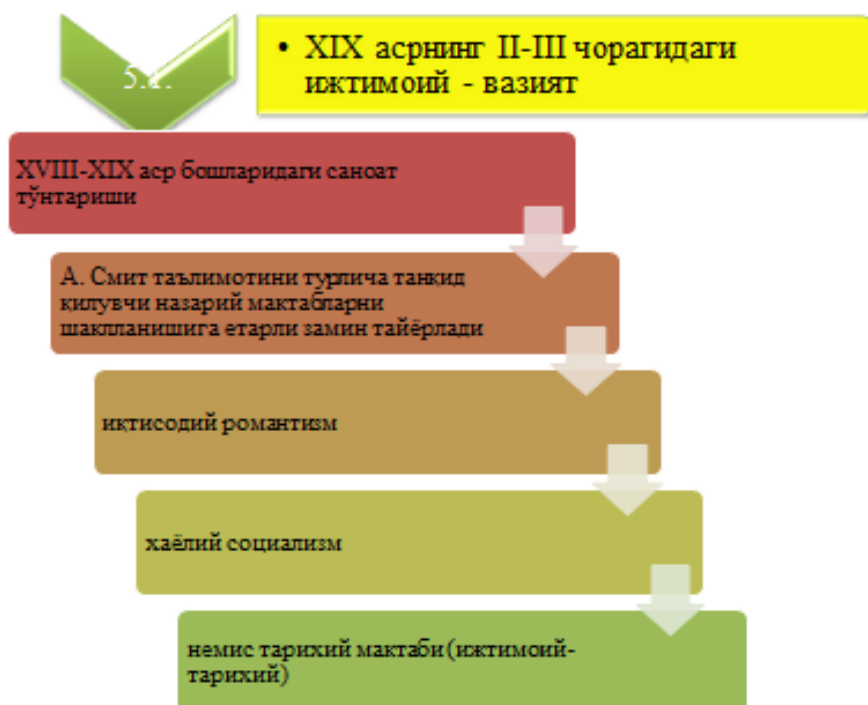 5.1.
• XIX асрнинг II-III чорагидаги
ижтимоий - вазият
XVIII-XIX аср бошларидаги саноат
тўнтариши
А. Смит таълимотини турлича танқид
қилувчи назарий мактабларни
шаклланишига етарли замин тайёрлади
иқтисодий романтизм
хаёлий социализм
немис тарихий мактаби (ижтимоий-
тарихий)